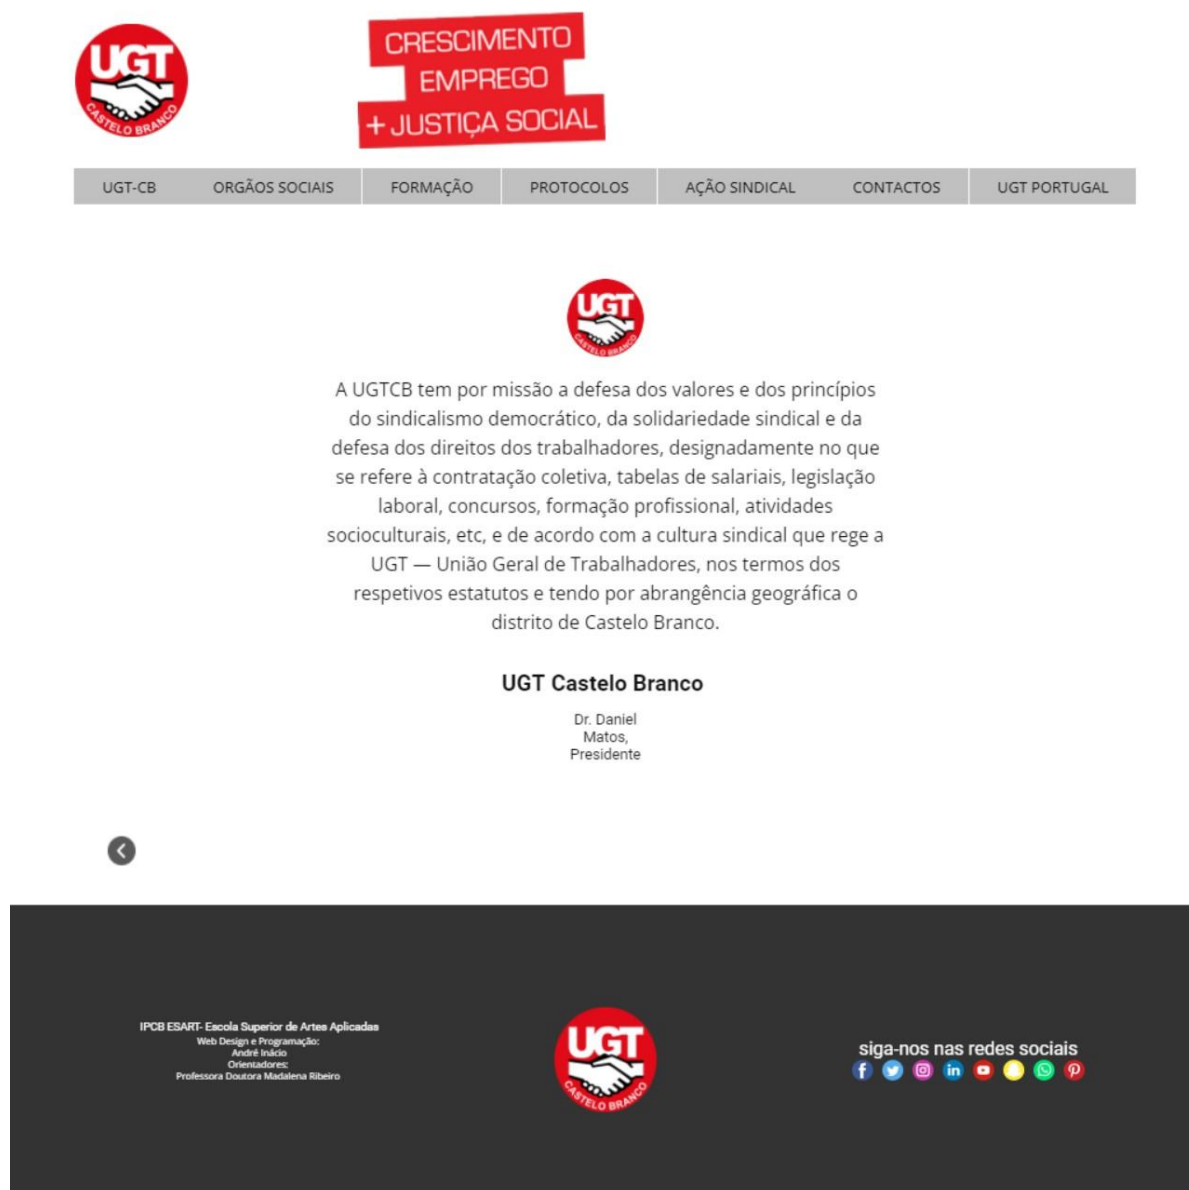 UGT
CASTELO BRANCO
CRESCIMENTO
EMPREGO
+ JUSTIÇA SOCIAL
UGT-CB
ORGÃOS SOCIAIS
FORMAÇÃO
PROTOCOLOS
AÇÃO SINDICAL
CONTACTOS
UGT PORTUGAL
UGT
CASTELO BRANCO
A UGTCB tem por missão a defesa dos valores e dos princípios
do sindicalismo democrático, da solidariedade sindical e da
defesa dos direitos dos trabalhadores, designadamente no que
se refere à contratação coletiva, tabelas de salariais, legislação
laboral, concursos, formação profissional, atividades
socioculturais, etc, e de acordo com a cultura sindical que rege a
UGT — União Geral de Trabalhadores, nos termos dos
respetivos estatutos e tendo por abrangência geográfica o
distrito de Castelo Branco.
UGT Castelo Branco
Dr. Daniel
Matos,
Presidente
IPCB ESART- Escola Superior de Artes Aplicadas
Web Design e Programação:
André Inácio
Orientadores:
Professora Doutora Madalena Ribeiro
UGT
CASTELO BRANCO
siga-nos nas redes sociais